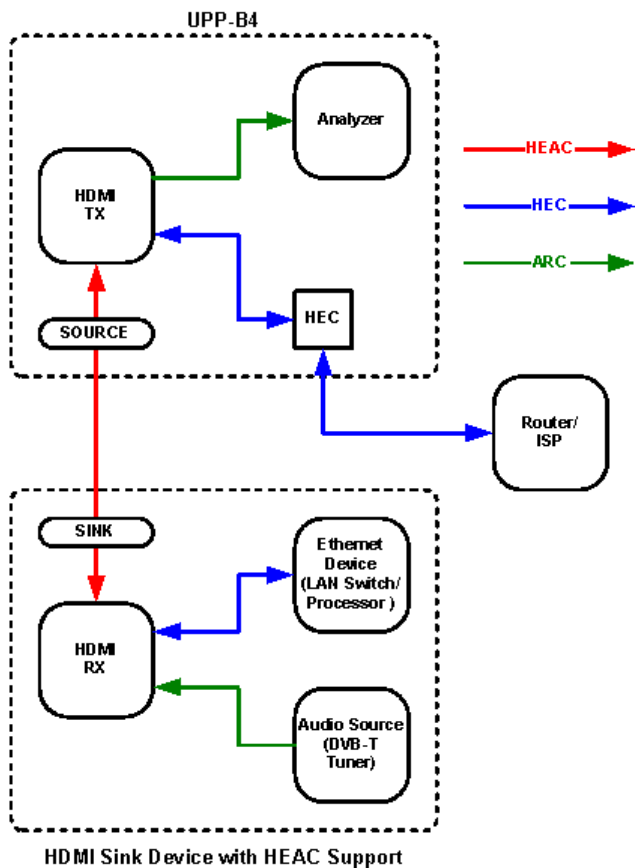 UPP-B4
Analyzer
HEAC
HDMI
TX
HEC
ARC
HEC
SOURCE
Router/
ISP
SINK
Ethernet
Device
(LAN Switch/
Processor )
HDMI
RX
Audio Source
(DVB-T
Tuner)
HDMI Sink Device with HEAC Support